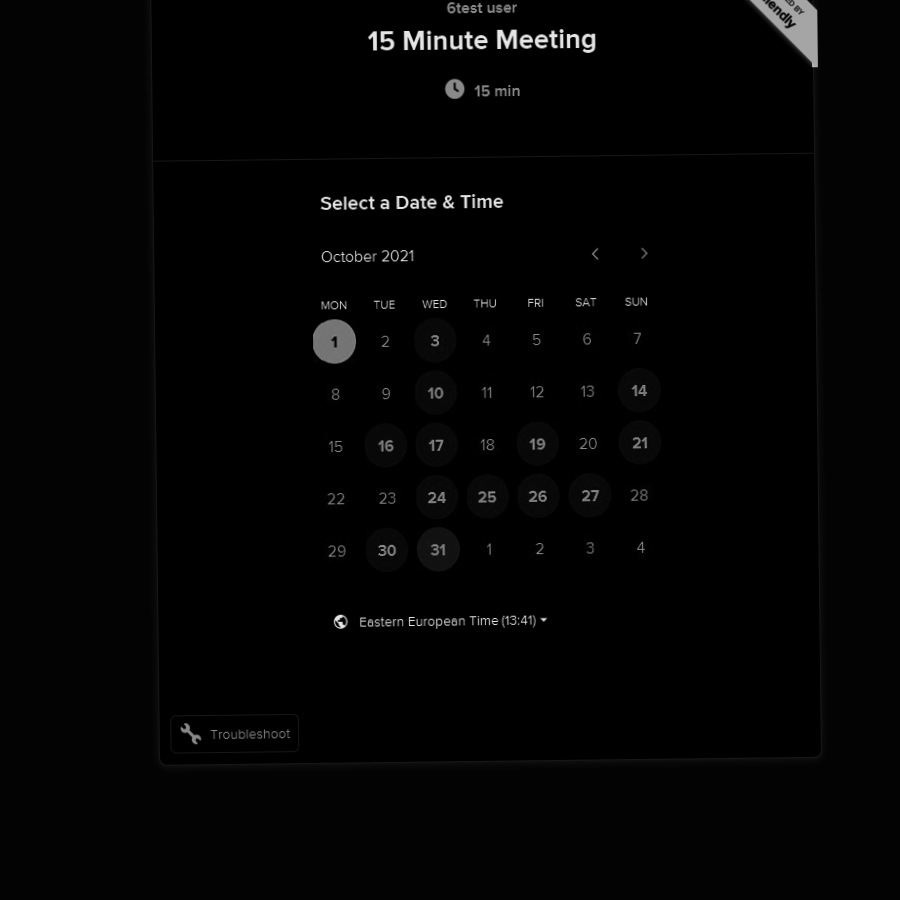 6test user
15 Minute Meeting
15 min
endly
Select a Date & Time
October 2021
MON TUE WED THU FRI SAT SUN
1 2 3 4 5 6 7
8 9 10 11 12 13 14
15 16 17 18 19 20 21
22 23 24 25 26 27 28
29 30 31 1 2 3 4
Eastern European Time (13:41)
Troubleshoot